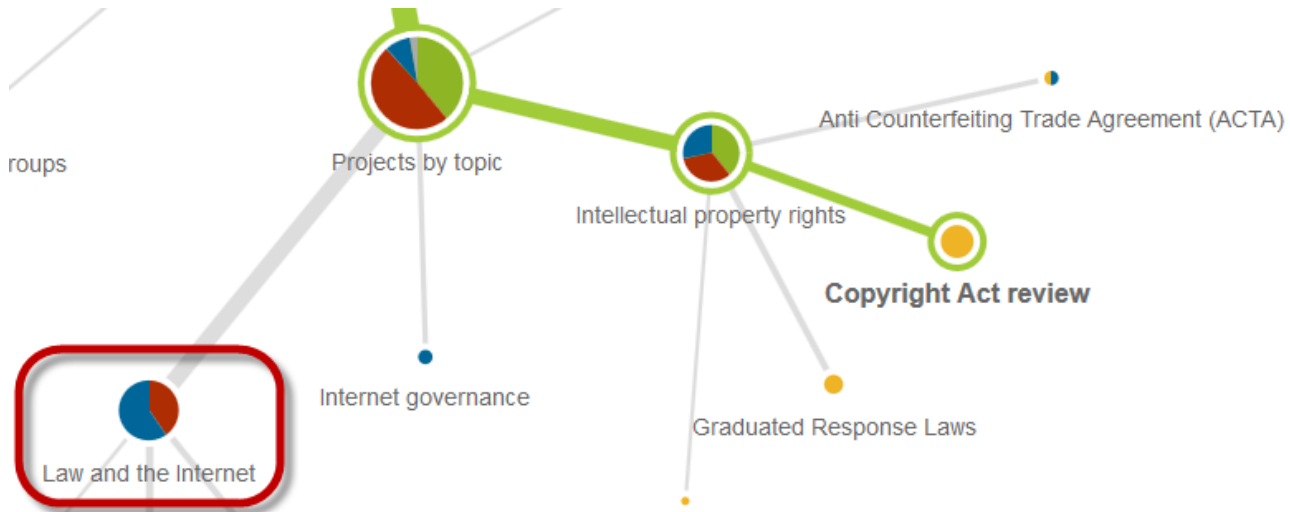 Anti Counterfeiting Trade Agreement (ACTA)
roups
Projects by topic
Intellectual property rights
Copyright Act review
Internet governance
Graduated Response Laws
Law and the Internet